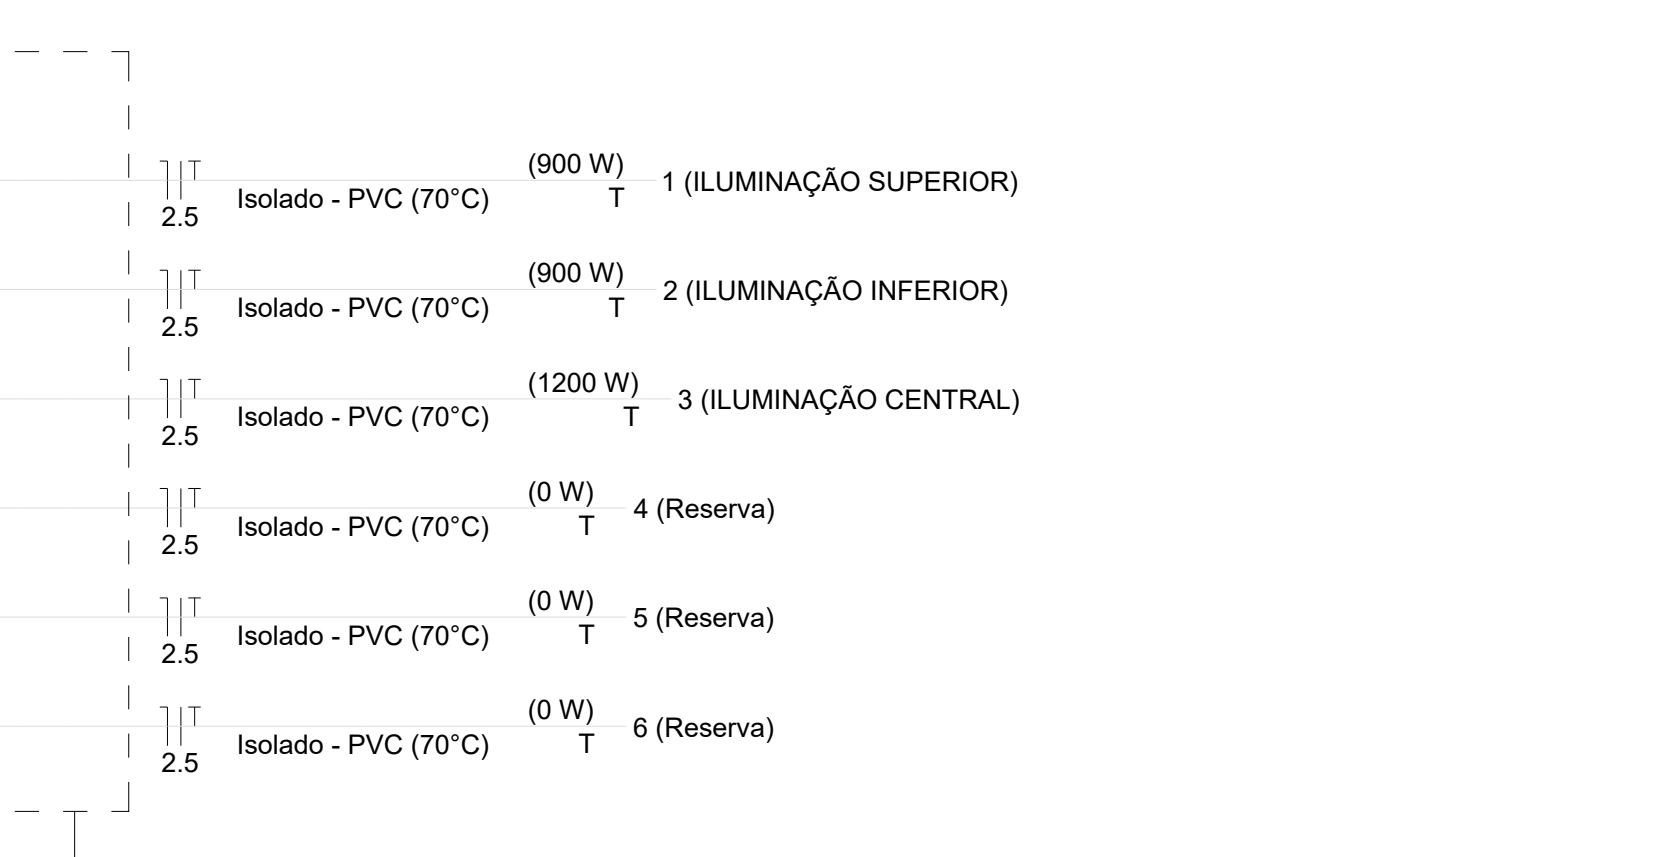 (900 W)
1 (ILUMINAÇÃO SUPERIOR)
Isolado - PVC (70°C)
T
2.5
(900 W)
2 (ILUMINAÇÃO INFERIOR)
Isolado - PVC (70°C)
T
2.5
(1200 W)
3 (ILUMINAÇÃO CENTRAL)
Isolado - PVC (70°C)
T
2.5
(0 W)
4 (Reserva)
Isolado - PVC (70°C)
T
2.5
(0 W)
5 (Reserva)
Isolado - PVC (70°C)
T
2.5
(0 W)
6 (Reserva)
Isolado - PVC (70°C)
T
2.5